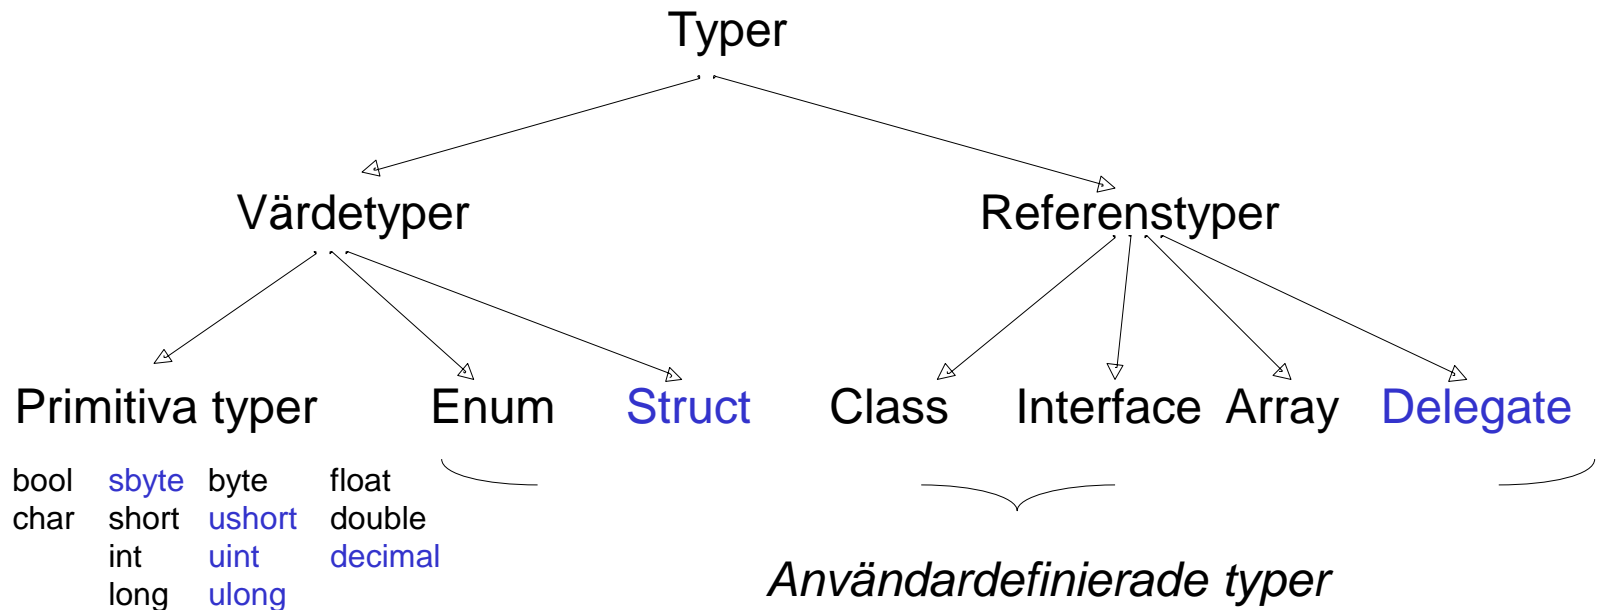 Typer
Värdetyper Referenstyper
Primitiva typer Enum Struct Class Interface Array Delegate
bool sbyte byte float
char short ushort double
int uint decimal
long ulong
Användardefinierade typer